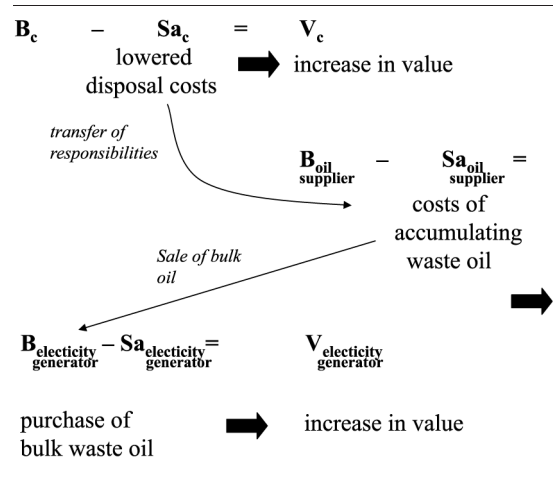 Bc – Sac = Vc
lowered
disposal costs
increase in value
transfer of
responsibilities
Boil supplier – Saoil supplier =
costs of
accumulating
waste oil
Sale of bulk
oil
Belecticity generator – Saelecticity generator = Velecticity generator
purchase of
bulk waste oil
increase in value